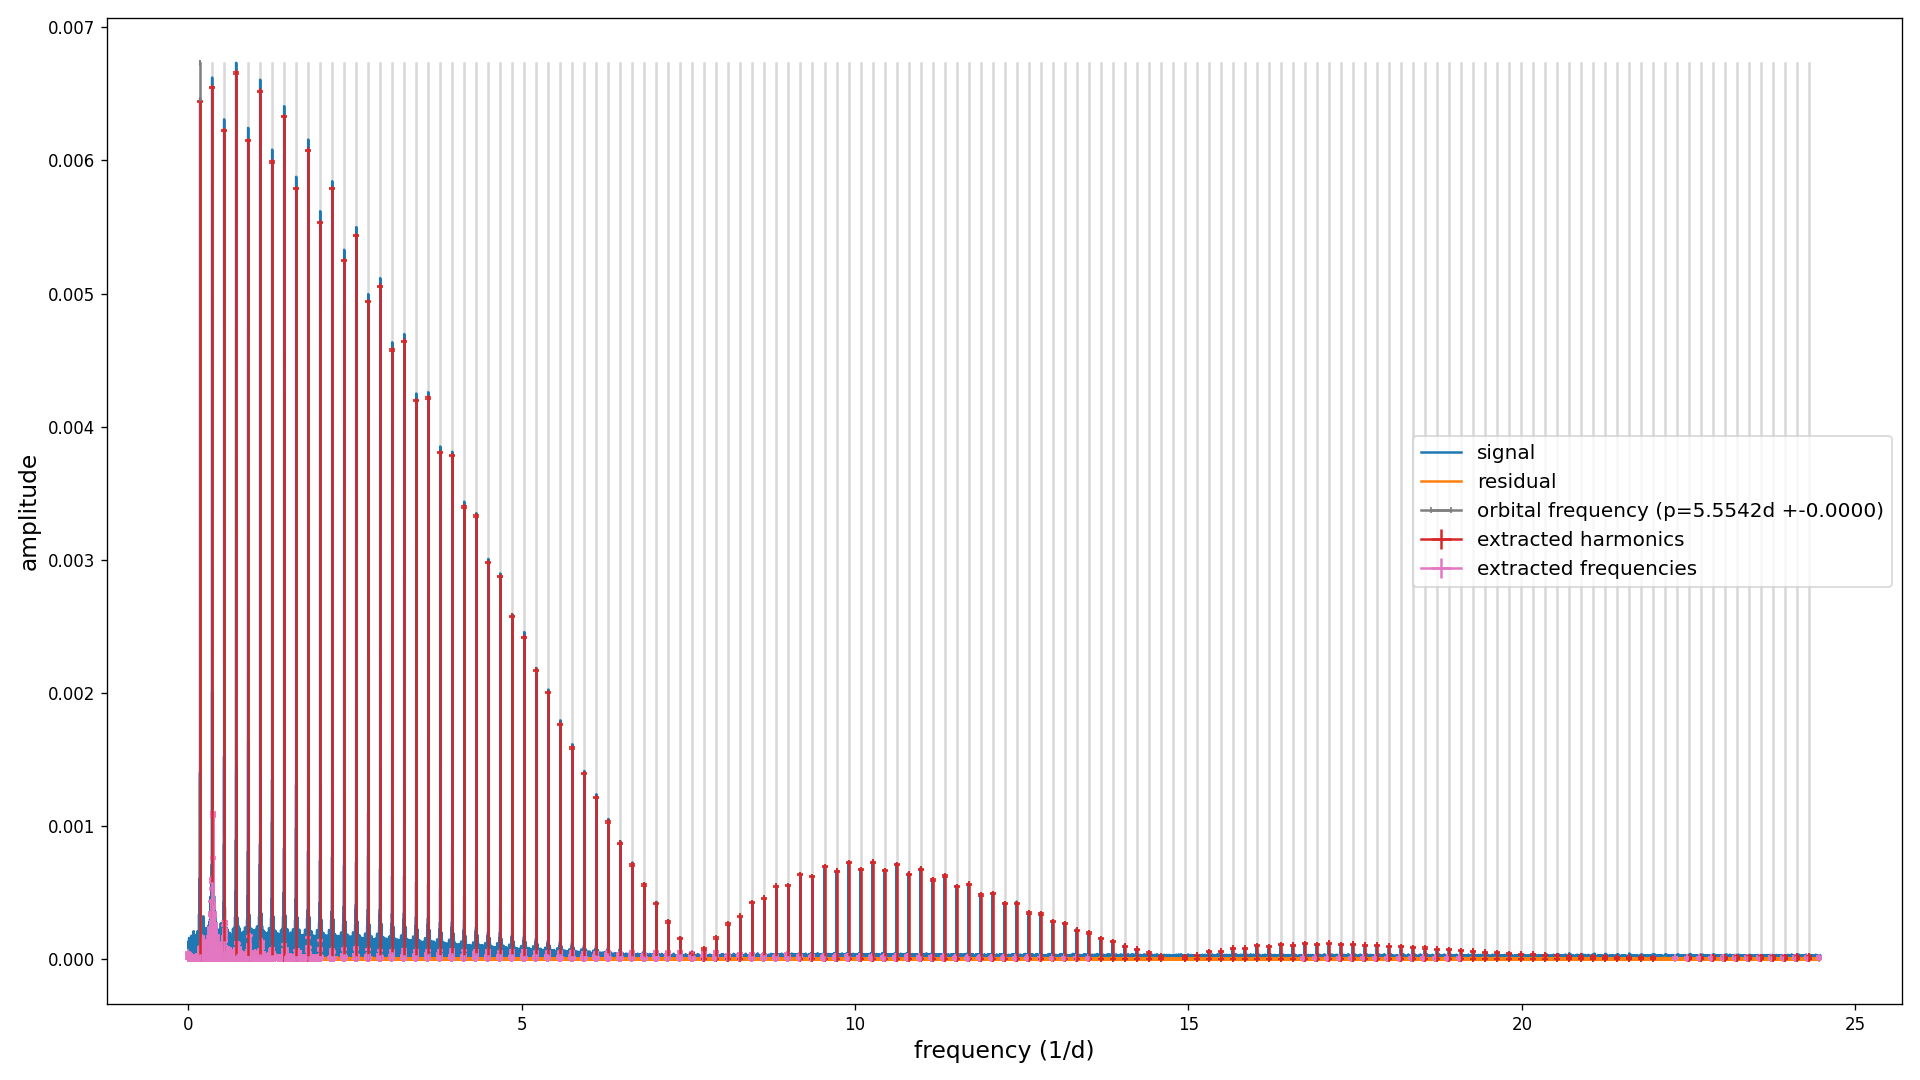 0.007
0.006
0.005
0.004
0.003
0.002
0.001
0.000
amplitude
signal
residual
orbital frequency (p=5.5542d +-0.0000)
extracted harmonics
extracted frequencies
0 5 10 15 20 25
frequency (1/d)